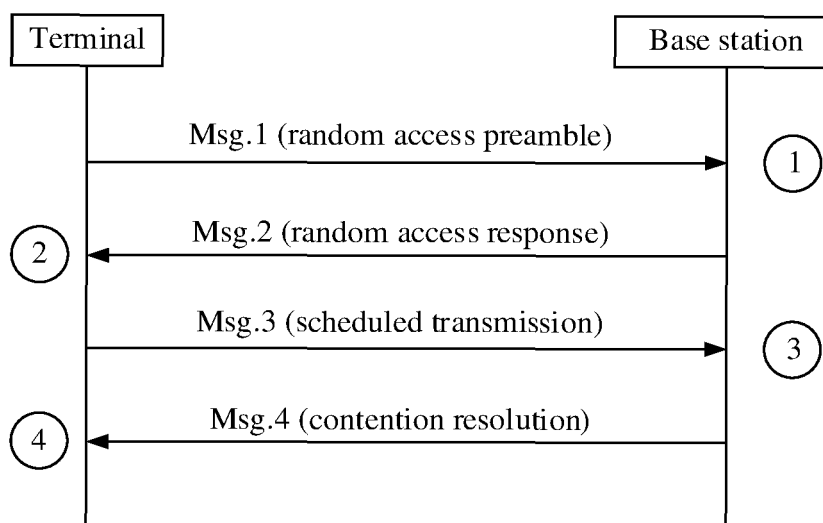 Terminal
Base station
Msg.1 (random access preamble)
1
Msg.2 (random access response)
2
Msg.3 (scheduled transmission)
3
Msg.4 (contention resolution)
4